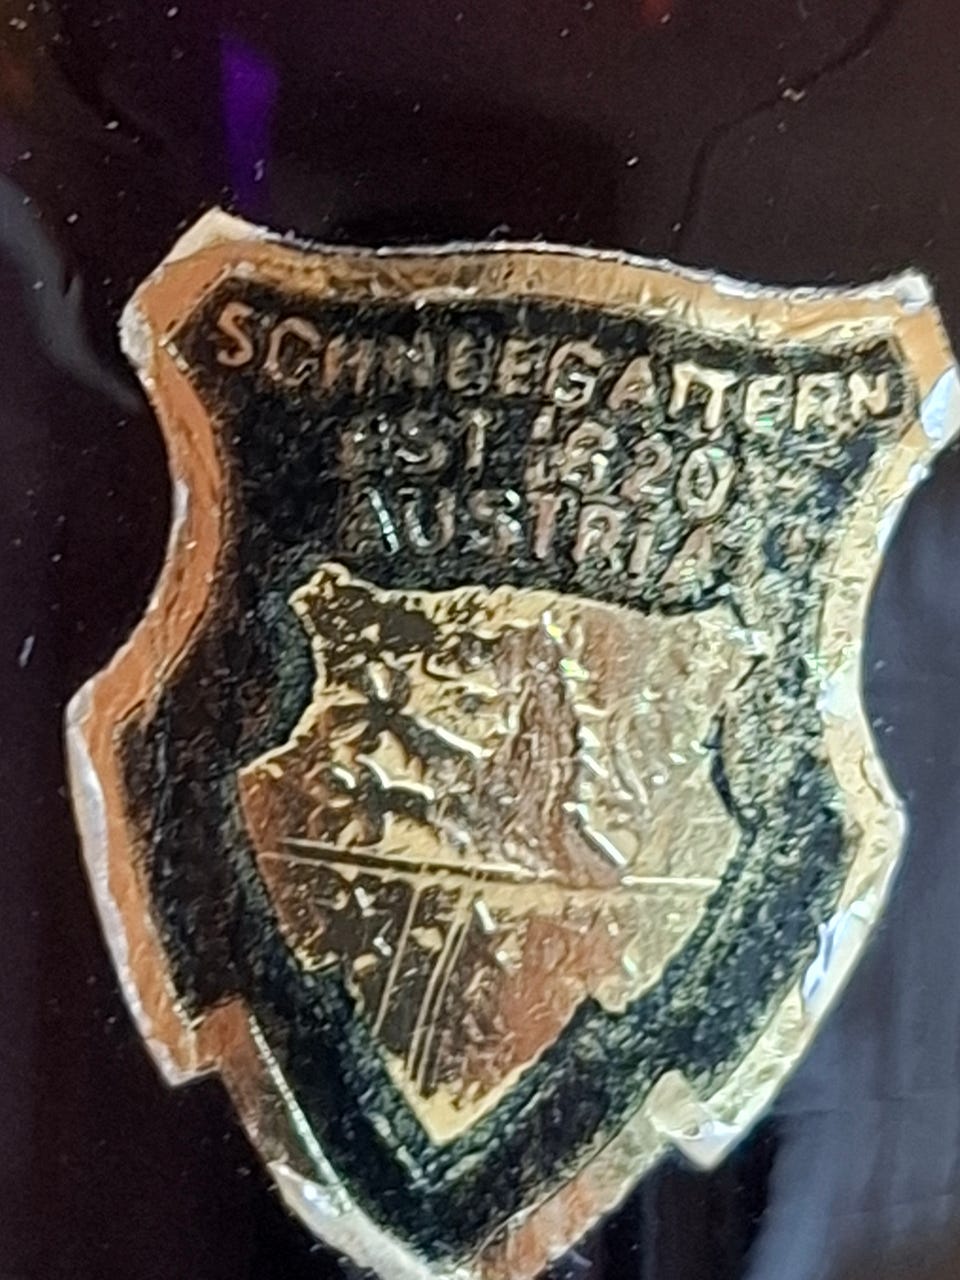 SCHNEEGATTERN
EST. 1820
AUSTRIA